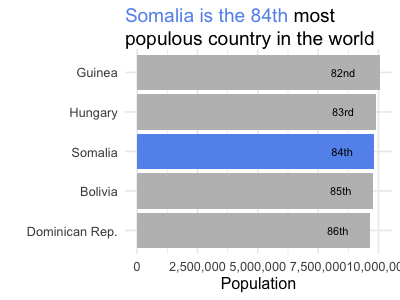 Somalia is the 84th most
populous country in the world
Guinea 82nd
Hungary 83rd
Somalia 84th
Bolivia 85th
Dominican Rep. 86th
0 2,500,000 5,000,000 7,500,000 10,000,00
Population